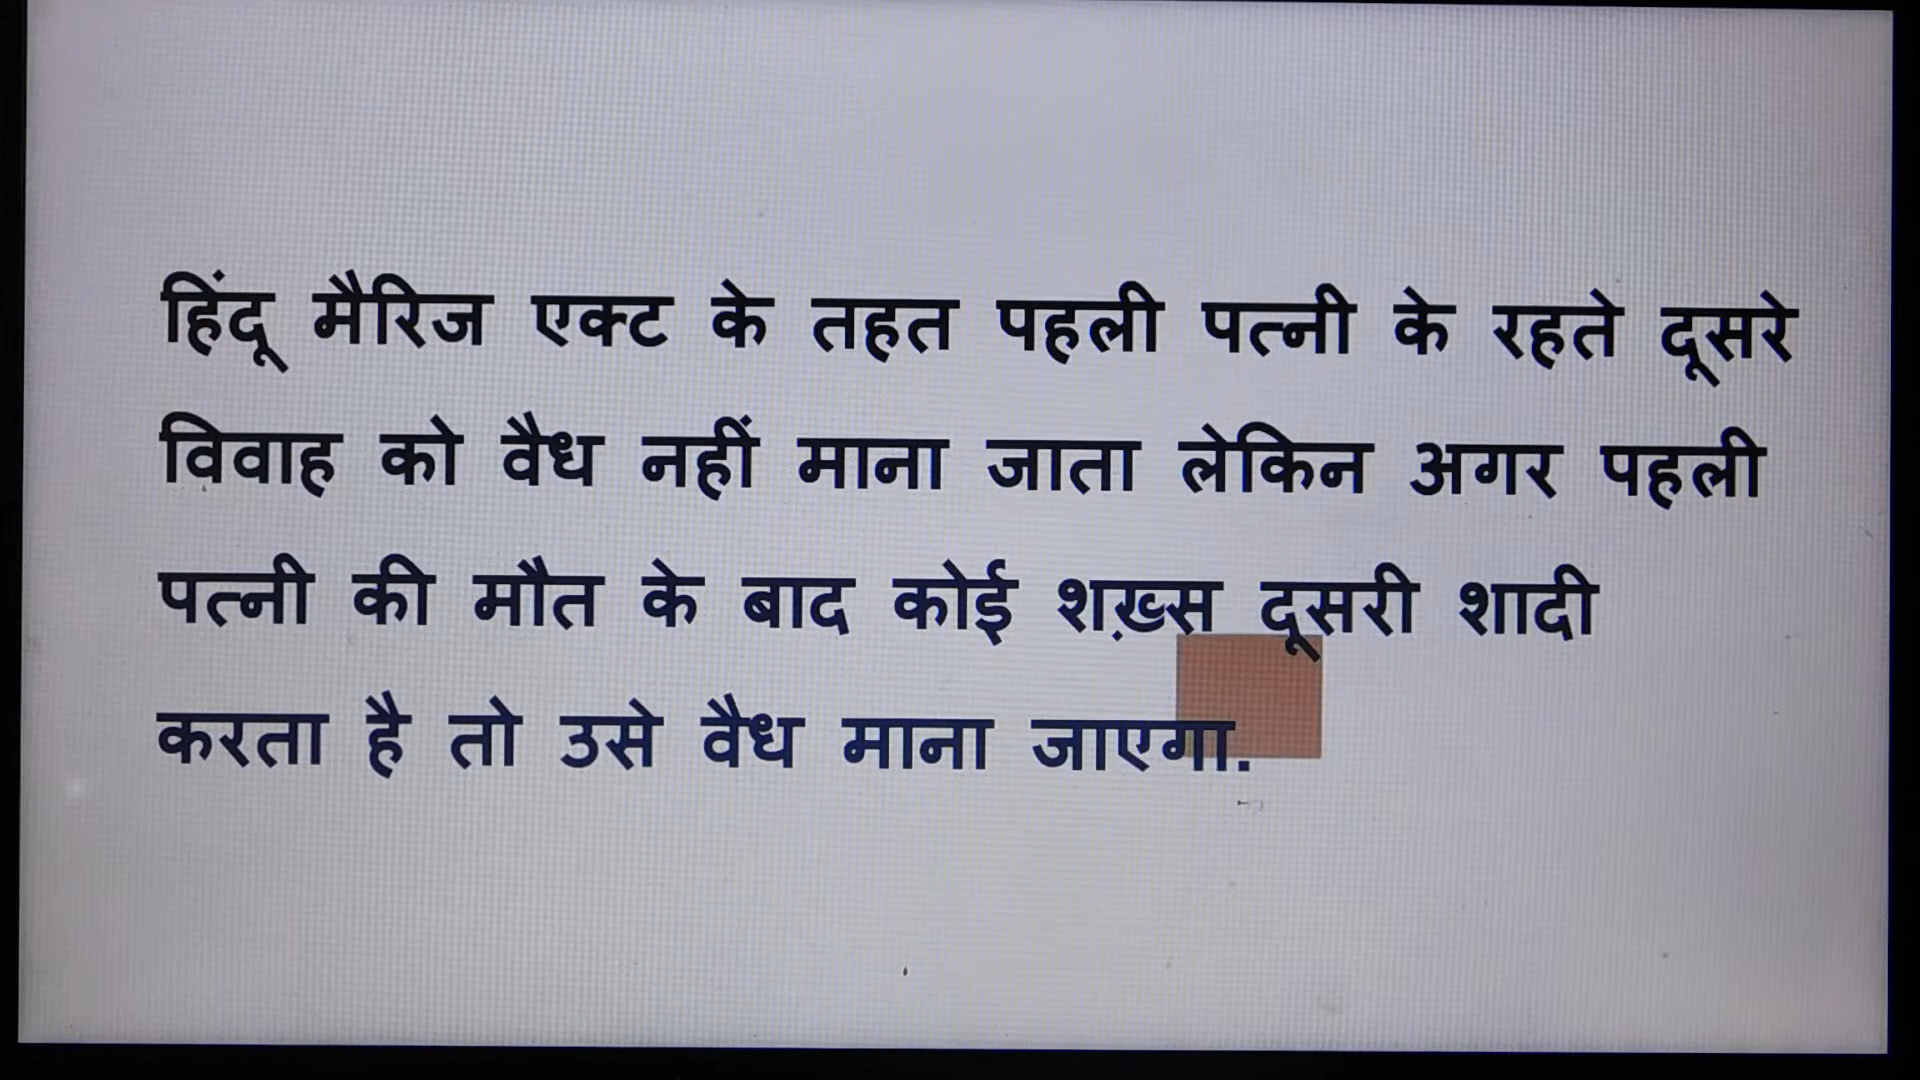 हिंदू मैरिज एक्ट के तहत पहली पत्नी के रहते दूसरे
विवाह को वैध नहीं माना जाता लेकिन अगर पहली
पत्नी की मौत के बाद कोई शख़्स दूसरी शादी
करता है तो उसे वैध माना जाएगा.